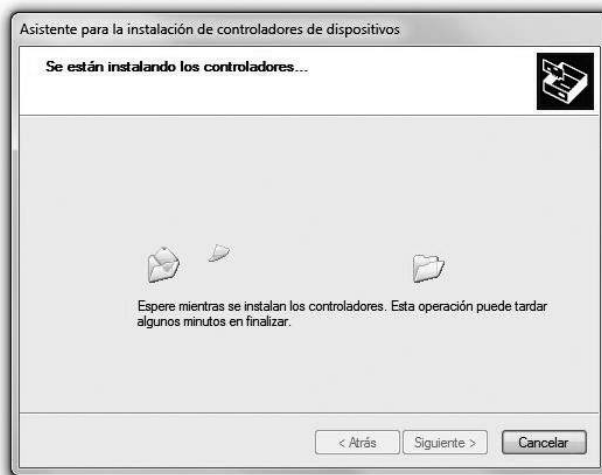 Asistente para la instalación de controladores de dispositivos
Se están instalando los controladores...
Espere mientras se instalan los controladores. Esta operación puede tardar
algunos minutos en finalizar.
< Atrás
Siguiente >
Cancelar